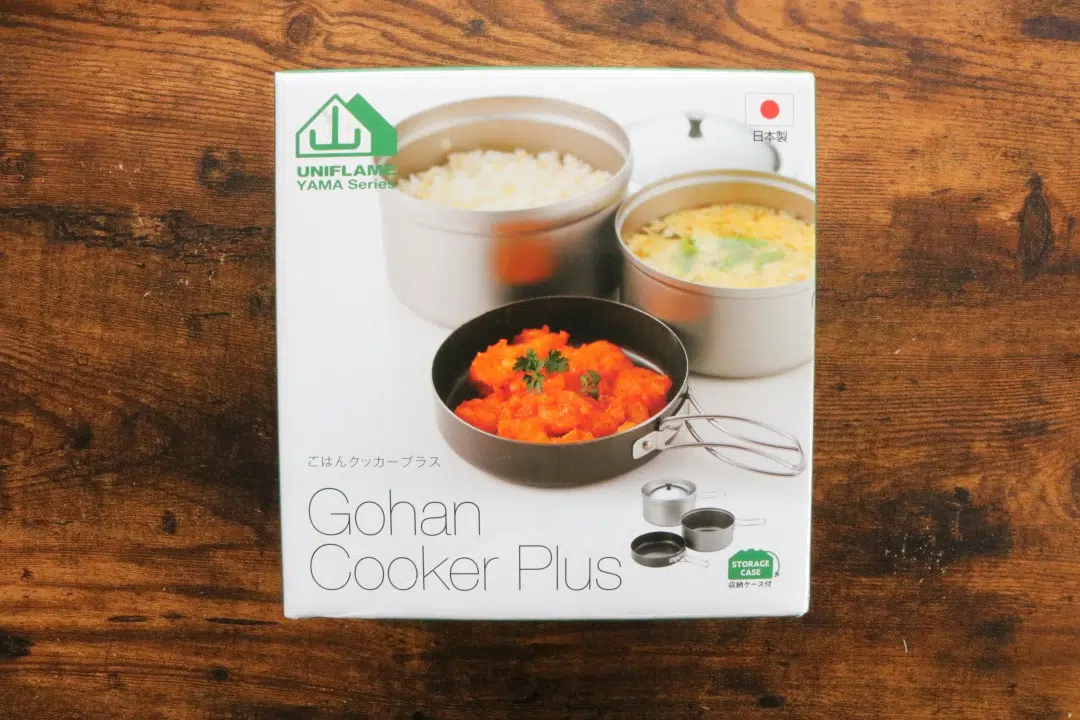 山
UNIFLAME
YAMA Series
日本製
ごはんクッカープラス
Gohan
Cooker Plus
STORAGE
CASE
収納ケース付